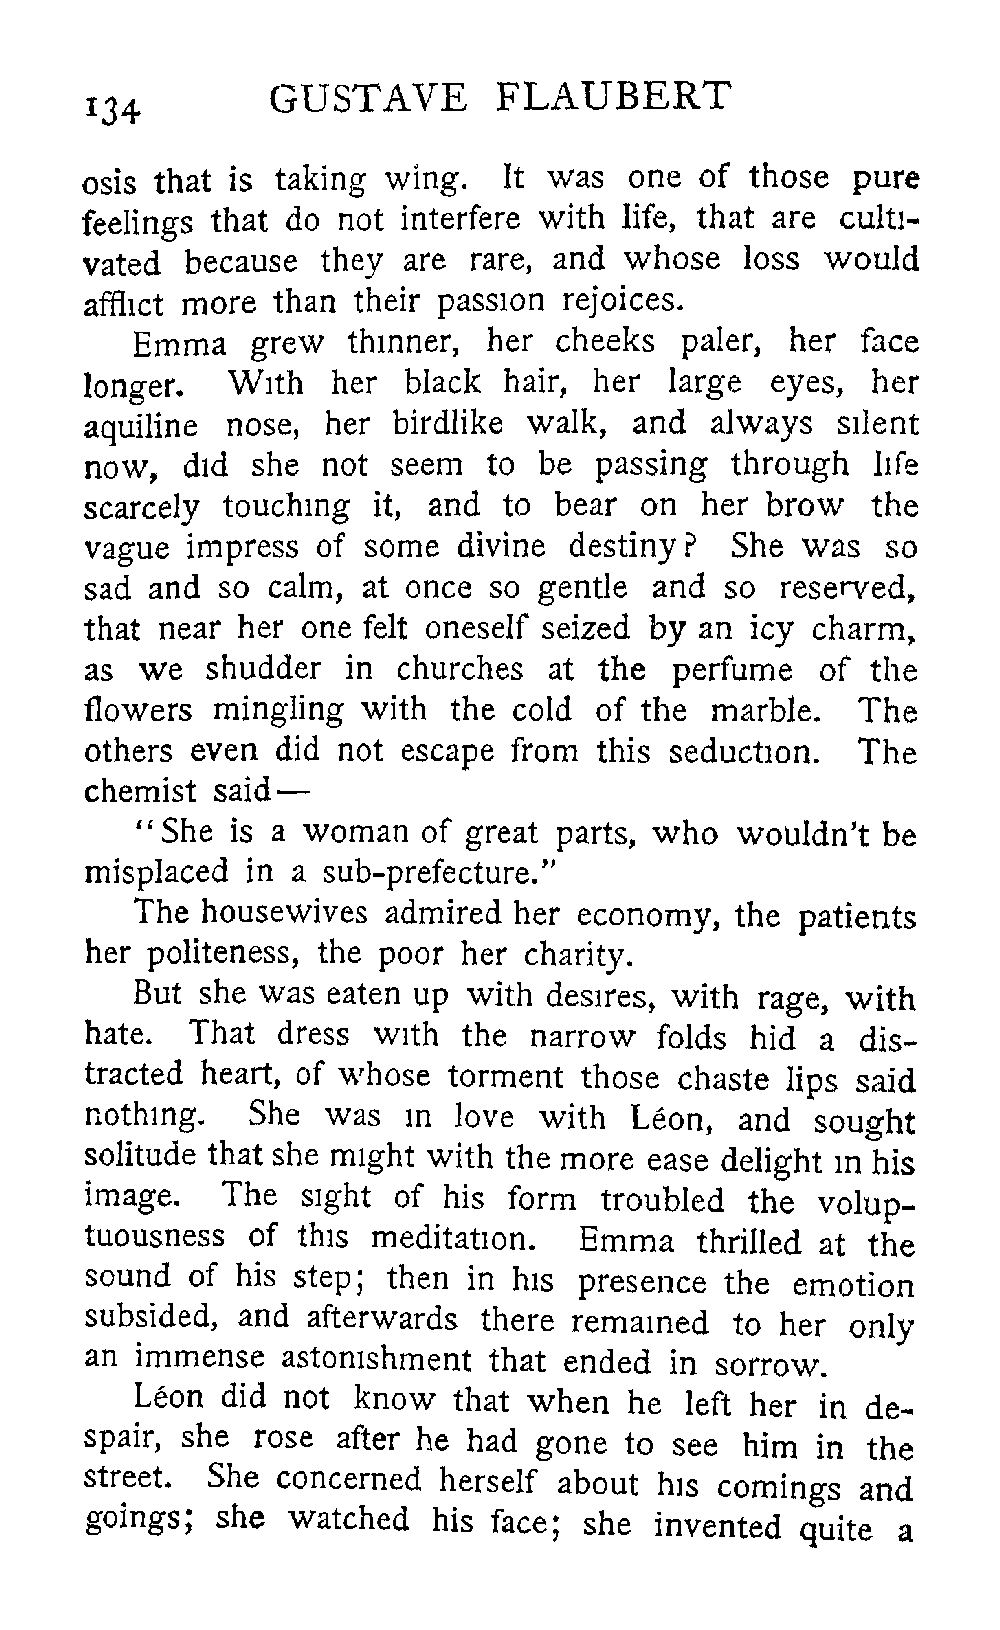 134 GUSTAVE FLAUBERT
osis that is taking wing. It was one of those pure
feelings that do not interfere with life, that are culti-
vated because they are rare, and whose loss would
afflict more than their passion rejoices.
Emma grew thinner, her cheeks paler, her face
longer. With her black hair, her large eyes, her
aquiline nose, her birdlike walk, and always silent
now, did she not seem to be passing through life
scarcely touching it, and to bear on her brow the
vague impress of some divine destiny? She was so
sad and so calm, at once so gentle and so reserved,
that near her one felt oneself seized by an icy charm,
as we shudder in churches at the perfume of the
flowers mingling with the cold of the marble. The
others even did not escape from this seduction. The
chemist said—
"She is a woman of great parts, who wouldn't be
misplaced in a sub-prefecture."
The housewives admired her economy, the patients
her politeness, the poor her charity.
But she was eaten up with desires, with rage, with
hate. That dress with the narrow folds hid a dis-
tracted heart, of whose torment those chaste lips said
nothing. She was in love with Léon, and sought
solitude that she might with the more ease delight in his
image. The sight of his form troubled the volup-
tuousness of this meditation. Emma thrilled at the
sound of his step; then in his presence the emotion
subsided, and afterwards there remained to her only
an immense astonishment that ended in sorrow.
Léon did not know that when he left her in de-
spair, she rose after he had gone to see him in the
street. She concerned herself about his comings and
goings; she watched his face; she invented quite a